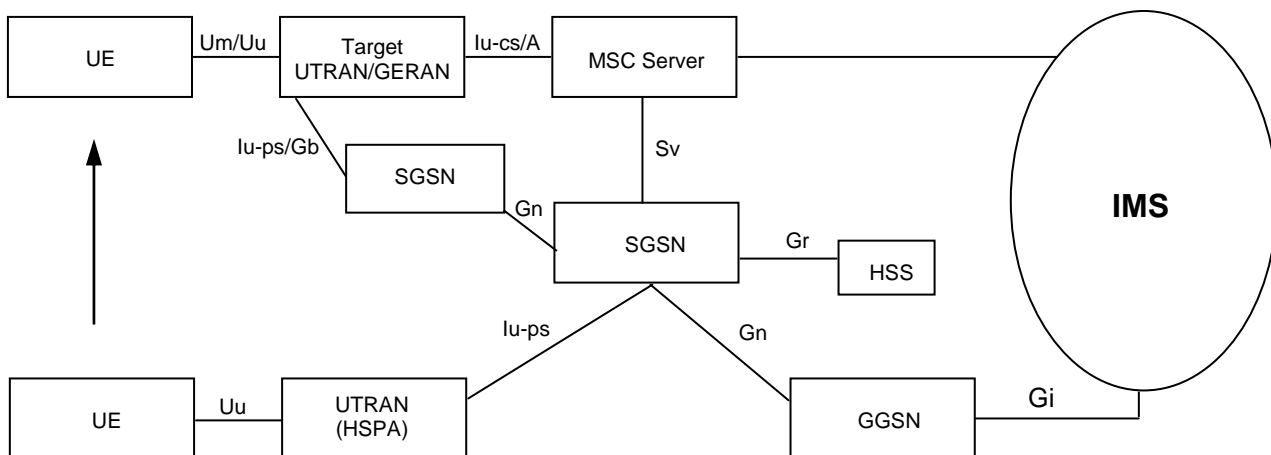 UE
Um/Uu
Target
UTRAN/GERAN
Iu-cs/A
MSC Server
Iu-ps/Gb
SGSN
Gn
Sv
SGSN
Gr
HSS
IMS
Iu-ps
Gn
UE
Uu
UTRAN
(HSPA)
GGSN
Gi